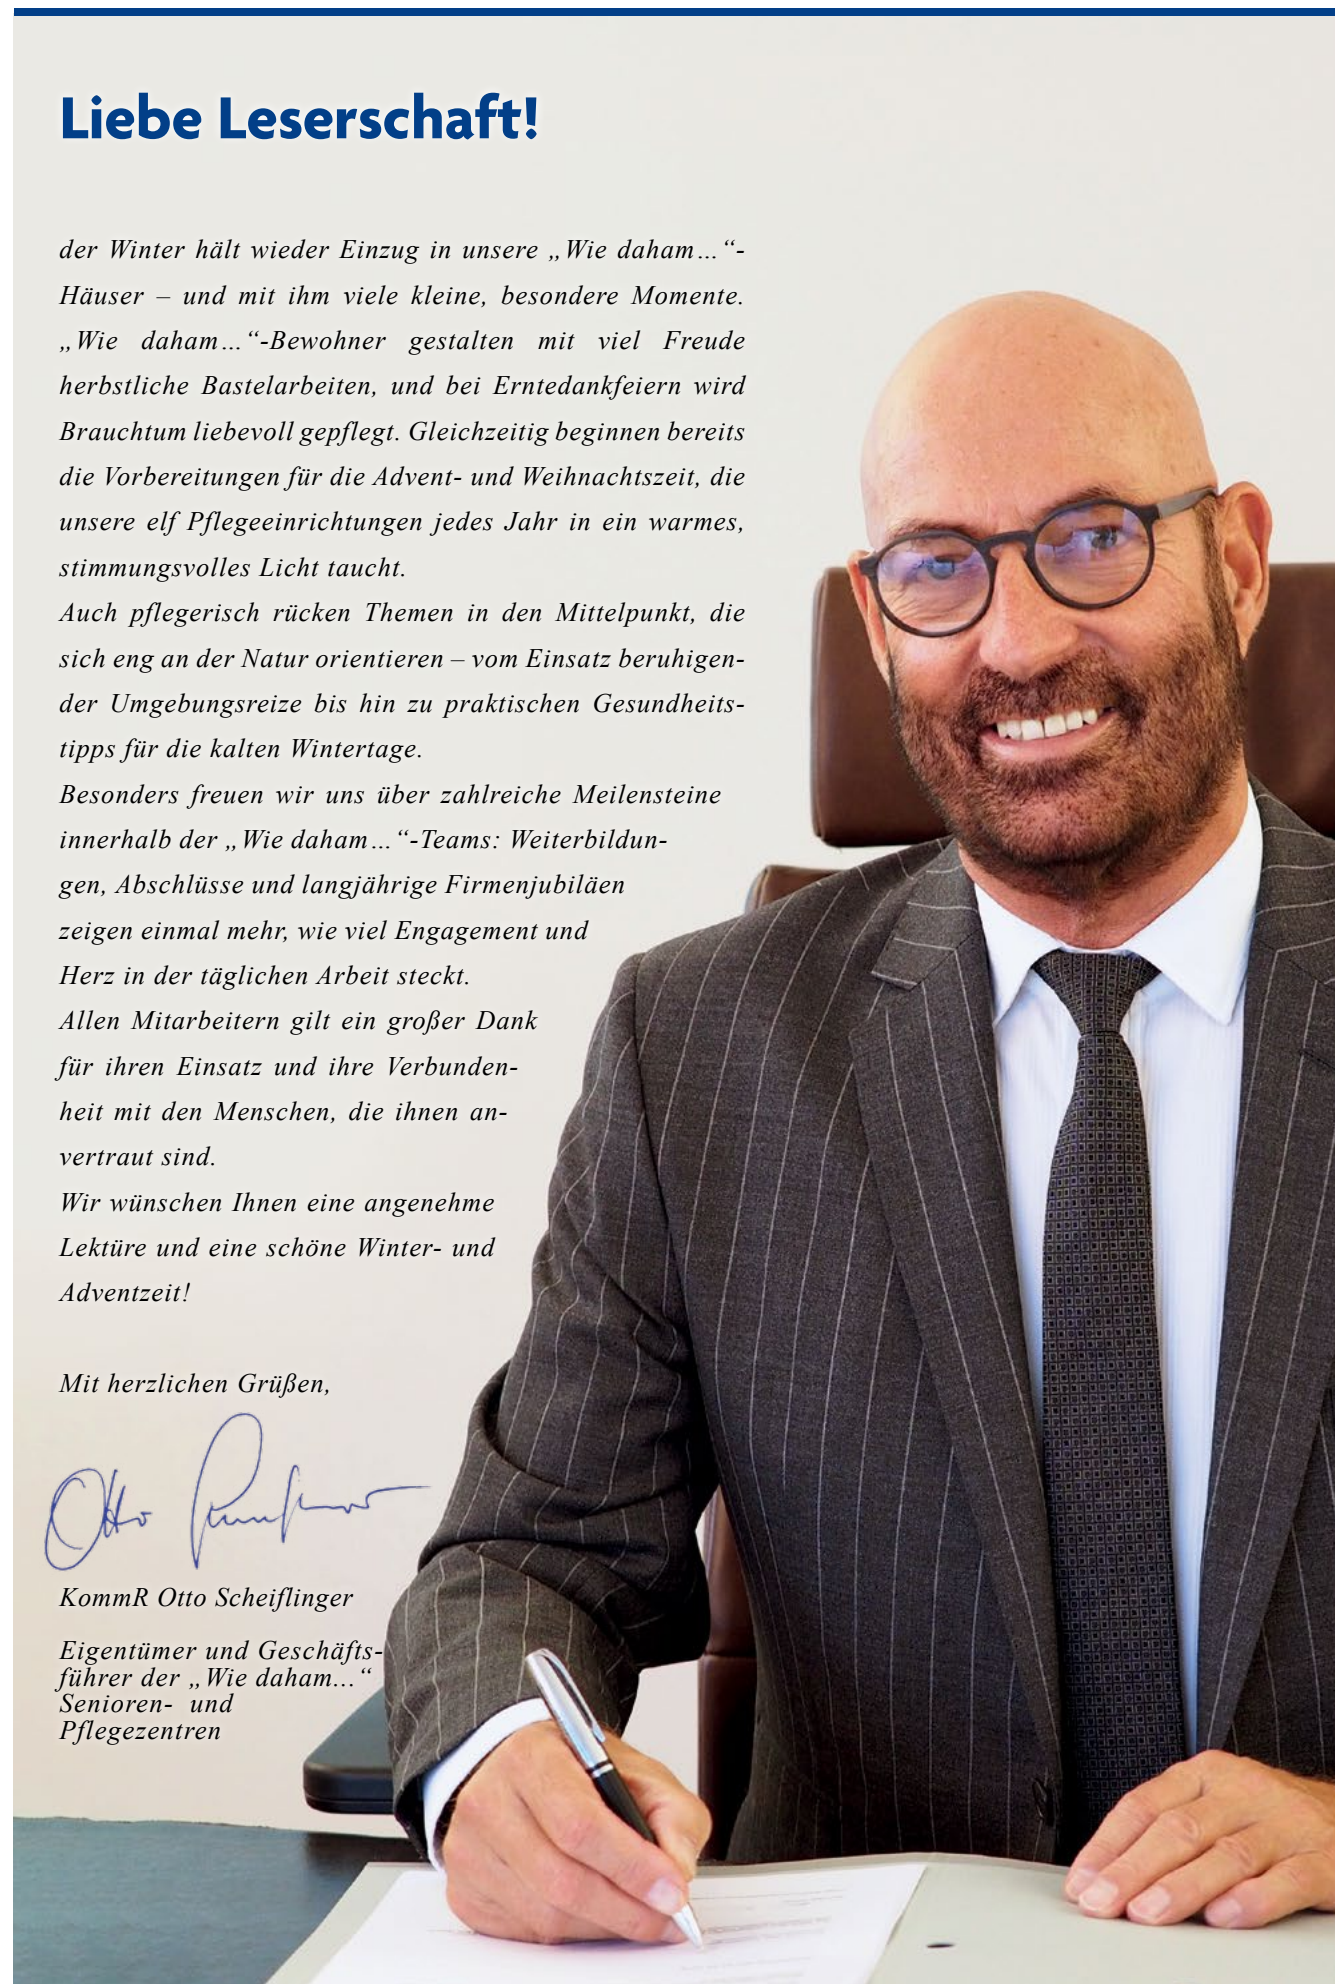 Liebe Leserschaft!
der Winter hält wieder Einzug in unsere „Wie daham…“-
Häuser – und mit ihm viele kleine, besondere Momente.
„Wie daham…“-Bewohner gestalten mit viel Freude
herbstliche Bastelarbeiten, und bei Erntedankfeiern wird
Brauchtum liebevoll gepflegt. Gleichzeitig beginnen bereits
die Vorbereitungen für die Advent- und Weihnachtszeit, die
unsere elf Pflegeeinrichtungen jedes Jahr in ein warmes,
stimmungsvolles Licht taucht.
Auch pflegerisch rücken Themen in den Mittelpunkt, die
sich eng an der Natur orientieren – vom Einsatz beruhigen-
der Umgebungsreize bis hin zu praktischen Gesundheits-
tipps für die kalten Wintertage.
Besonders freuen wir uns über zahlreiche Meilensteine
innerhalb der „Wie daham…“-Teams: Weiterbildun-
gen, Abschlüsse und langjährige Firmenjubiläen
zeigen einmal mehr, wie viel Engagement und
Herz in der täglichen Arbeit steckt.
Allen Mitarbeitern gilt ein großer Dank
für ihren Einsatz und ihre Verbunden-
heit mit den Menschen, die ihnen an-
vertraut sind.
Wir wünschen Ihnen eine angenehme
Lektüre und eine schöne Winter- und
Adventzeit!
Mit herzlichen Grüßen,
Otto
KommR Otto Scheiflinger
Eigentümer und Geschäfts-
führer der „Wie daham...“
Senioren- und
Pflegezentren